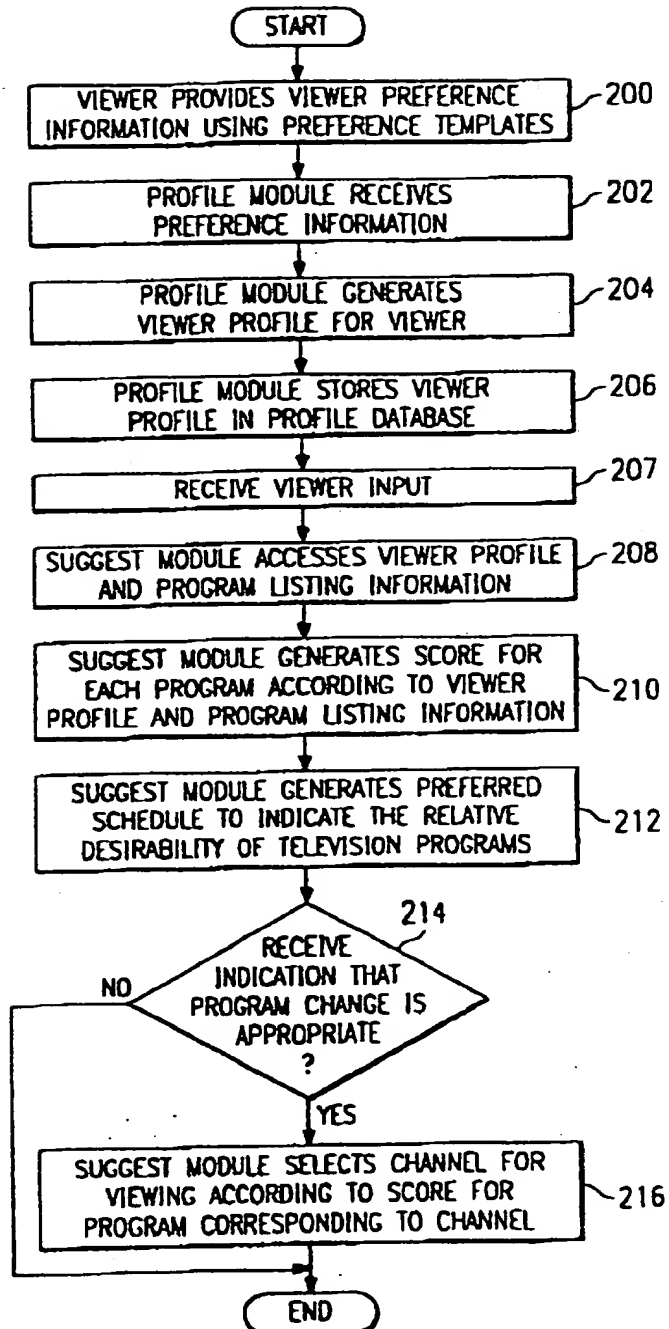 START
VIEWER PROVIDES VIEWER PREFERENCE
INFORMATION USING PREFERENCE TEMPLATES
200
PROFILE MODULE RECEIVES
PREFERENCE INFORMATION
202
PROFILE MODULE GENERATES
VIEWER PROFILE FOR VIEWER
204
PROFILE MODULE STORES VIEWER
PROFILE IN PROFILE DATABASE
206
RECEIVE VIEWER INPUT
207
SUGGEST MODULE ACCESSES VIEWER PROFILE
AND PROGRAM LISTING INFORMATION
208
SUGGEST MODULE GENERATES SCORE FOR
EACH PROGRAM ACCORDING TO VIEWER
PROFILE AND PROGRAM LISTING INFORMATION
210
SUGGEST MODULE GENERATES PREFERRED
SCHEDULE TO INDICATE THE RELATIVE
DESIRABILITY OF TELEVISION PROGRAMS
212
214
RECEIVE
INDICATION THAT
PROGRAM CHANGE IS
APPROPRIATE
?
NO
YES
SUGGEST MODULE SELECTS CHANNEL FOR
VIEWING ACCORDING TO SCORE FOR
PROGRAM CORRESPONDING TO CHANNEL
216
END